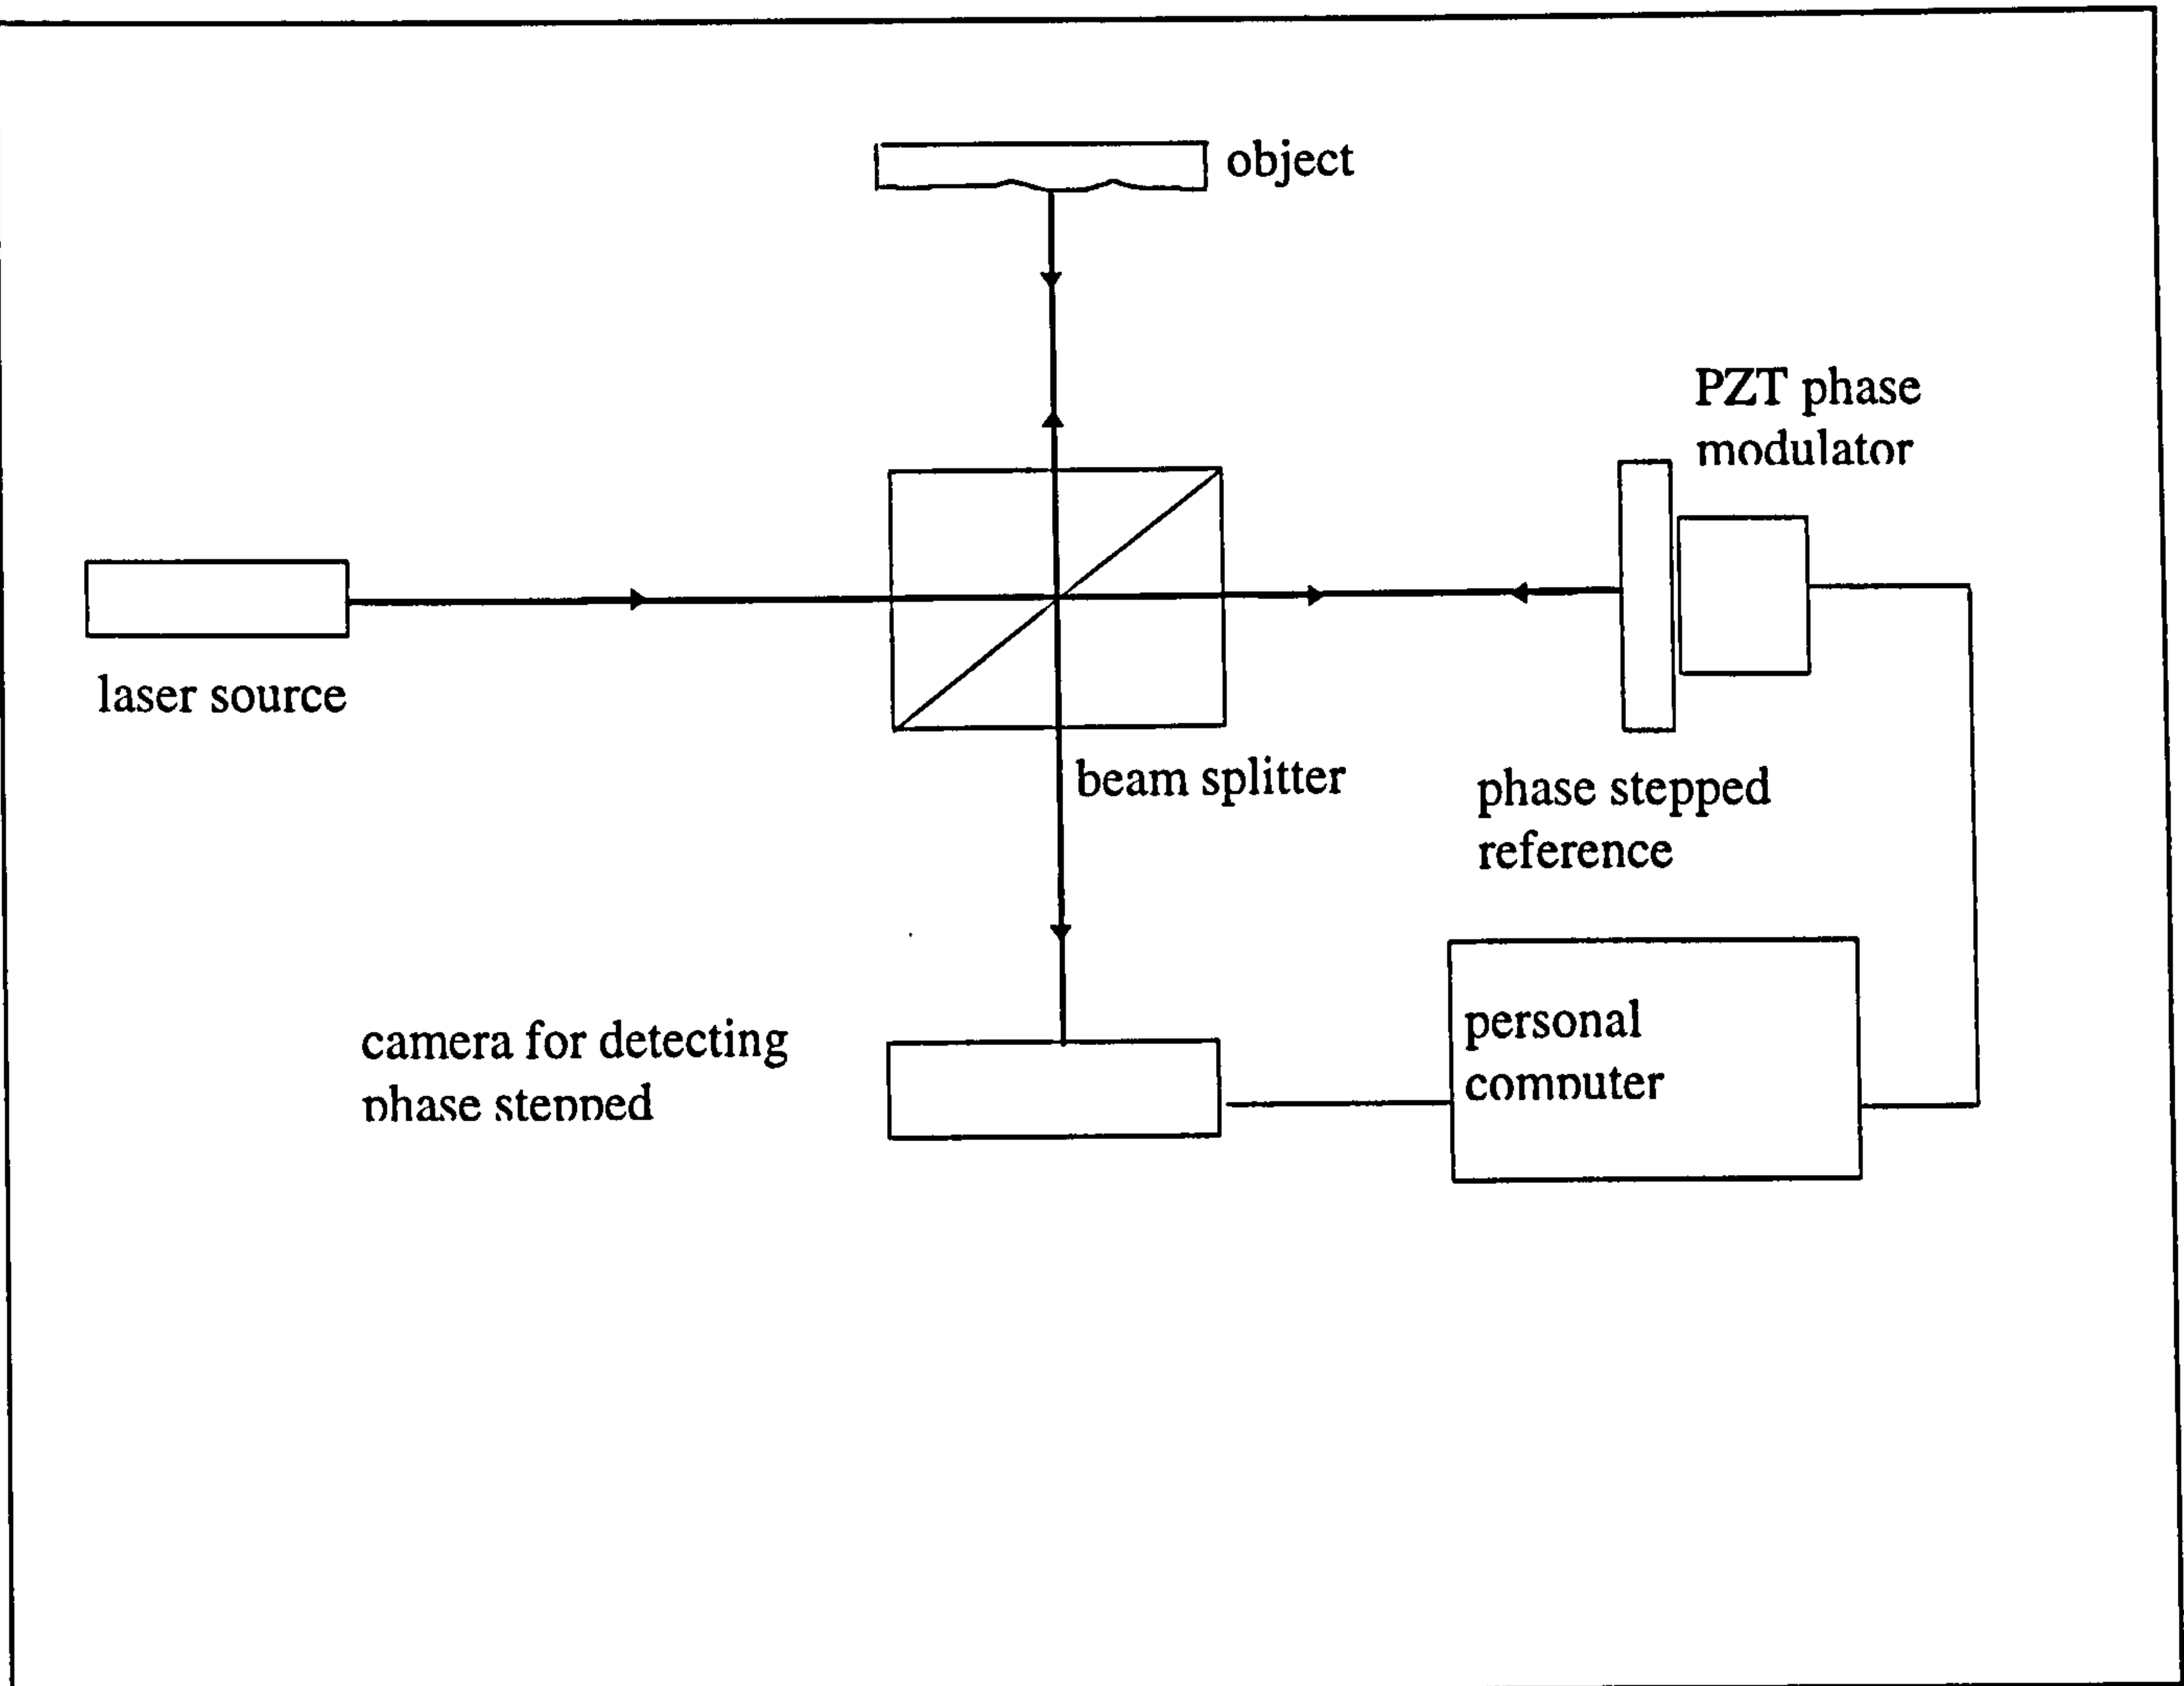 object
PZT phase
modulator
laser source
beam splitter
phase stepped
reference
camera for detecting
phase stepped
personal
computer